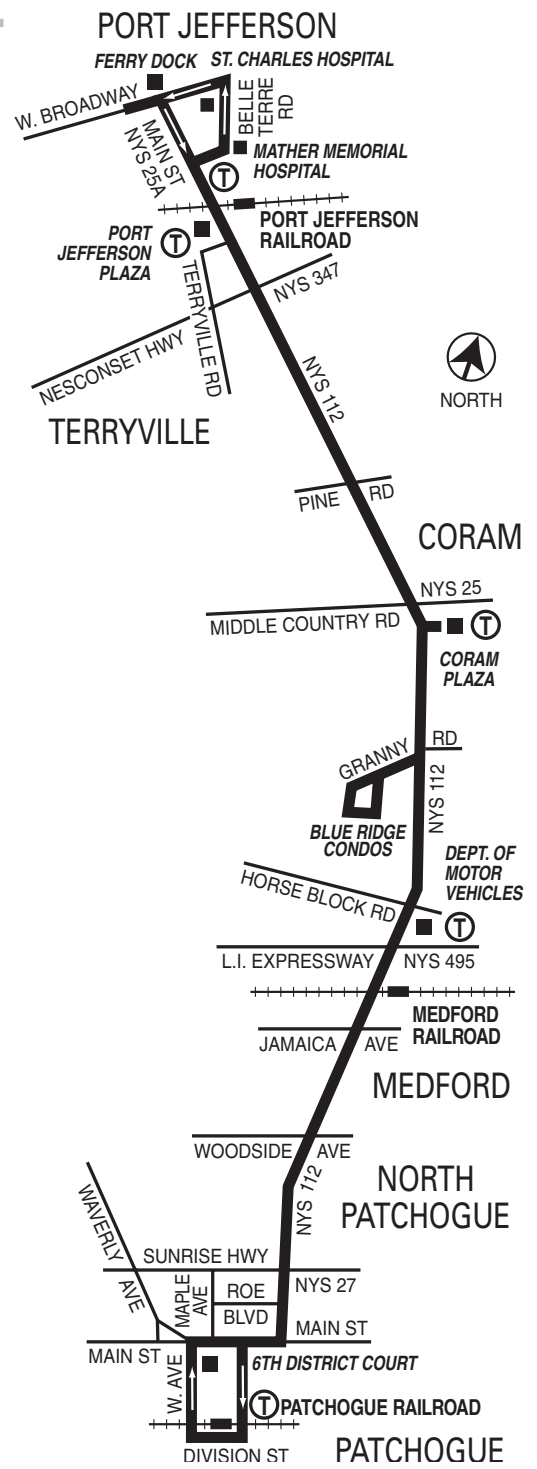 PORT JEFFERSON
FERRY DOCK
ST. CHARLES HOSPITAL
W. BROADWAY
MAIN ST
NYS 25A
BELLE
TERRE
RD
MATHER MEMORIAL
HOSPITAL
T
PORT JEFFERSON
RAILROAD
PORT
JEFFERSON
PLAZA
T
TERRYVILLE RD
NYS 347
NESCONSET HWY
NYS 112
NORTH
TERRYVILLE
PINE RD
CORAM
NYS 25
MIDDLE COUNTRY RD
T
CORAM
PLAZA
GRANNY RD
NYS 112
BLUE RIDGE
CONDOS
DEPT. OF
MOTOR
VEHICLES
HORSE BLOCK RD
T
L.I. EXPRESSWAY NYS 495
MEDFORD
RAILROAD
JAMAICA AVE
MEDFORD
WOODSIDE AVE
NYS 112
NORTH
PATCHOGUE
WAVERLY
AVE
SUNRISE HWY
NYS 27
MAPLE
AVE
ROE
BLVD
MAIN ST
MAIN ST
W. AVE
6TH DISTRICT COURT
T
PATCHOGUE RAILROAD
DIVISION ST
PATCHOGUE